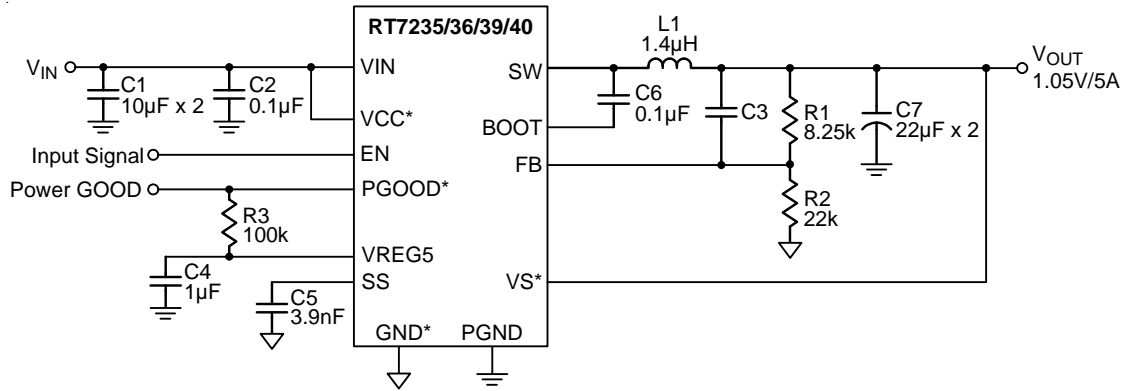 RT7235/36/39/40
VIN
VIN
C1
10µF x 2
C2
0.1µF
VCC*
Input Signal
EN
Power GOOD
PGOOD*
R3
100k
VREG5
C4
1µF
SS
C5
3.9nF
GND*
PGND
SW
BOOT
FB
VS*
L1
1.4µH
C6
0.1µF
C3
R1
8.25k
R2
22k
C7
22µF x 2
VOUT
1.05V/5A